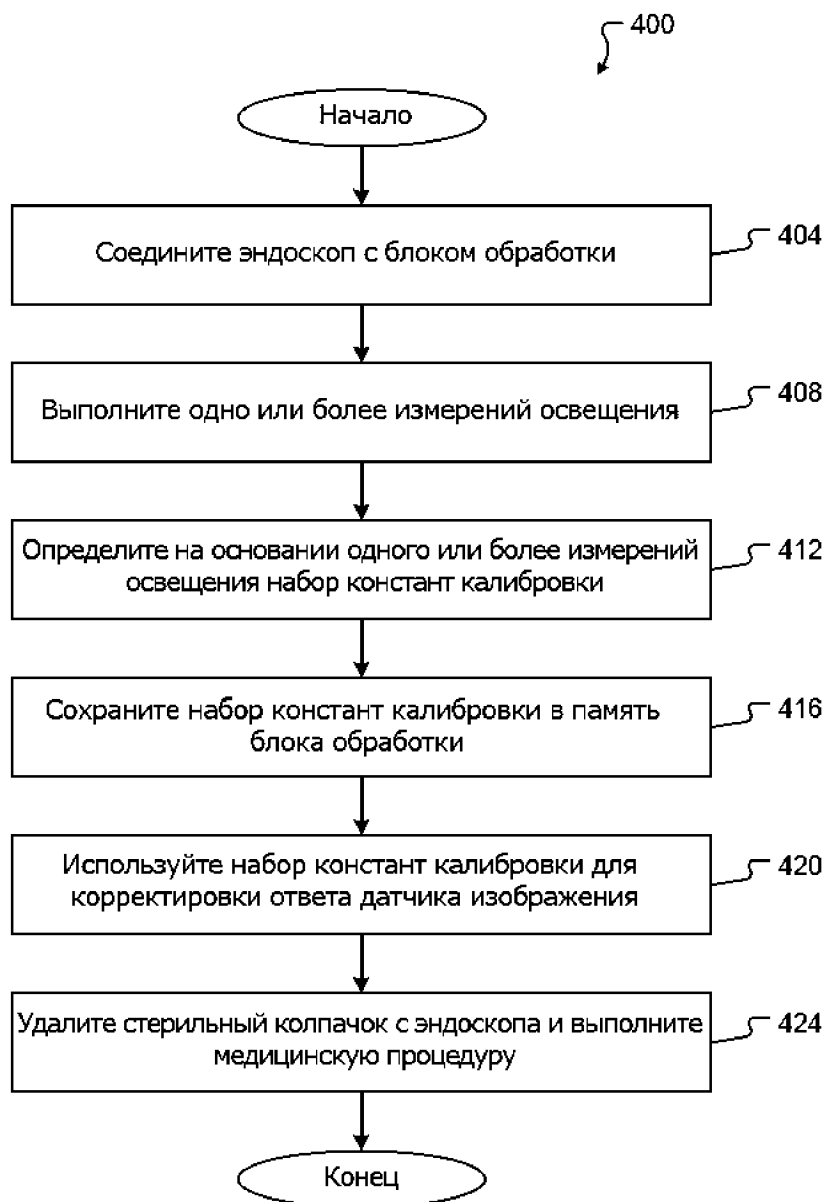 400
Начало
Соедините эндоскоп с блоком обработки
404
Выполните одно или более измерений освещения
408
Определите на основании одного или более измерений
освещения набор констант калибровки
412
Сохраните набор констант калибровки в память
блока обработки
416
Используйте набор констант калибровки для
корректировки ответа датчика изображения
420
Удалите стерильный колпачок с эндоскопа и выполните
медицинскую процедуру
424
Конец